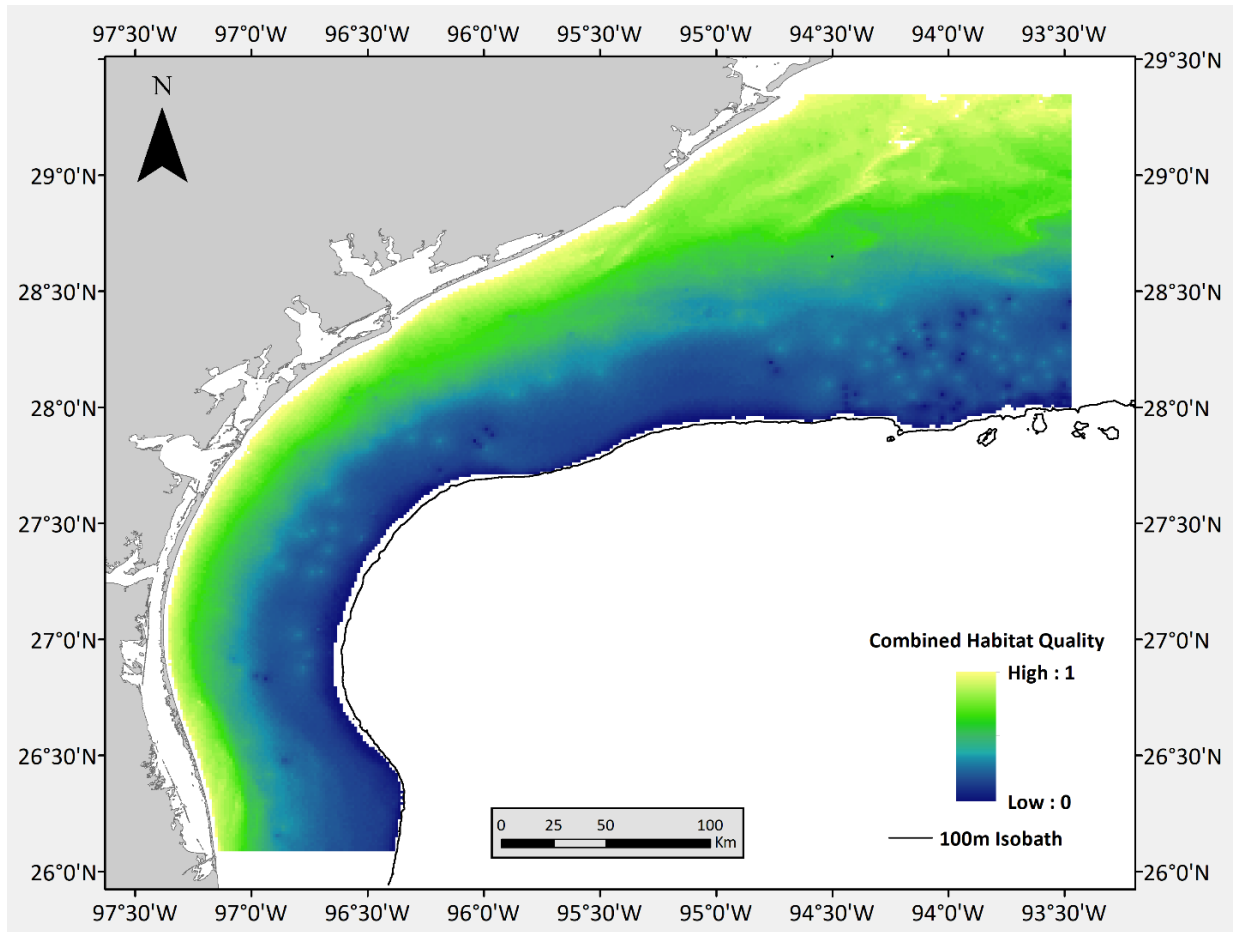 97°30'W 97°0'W 96°30'W 96°0'W 95°30'W 95°0'W 94°30'W 94°0'W 93°30'W
29°30'N
N
29°0'N 29°0'N
28°30'N 28°30'N
28°0'N 28°0'N
27°30'N 27°30'N
27°0'N 27°0'N
Combined Habitat Quality
High : 1
26°30'N 26°30'N
Low : 0
0 25 50 100
Km
100m Isobath
26°0'N 26°0'N
97°30'W 97°0'W 96°30'W 96°0'W 95°30'W 95°0'W 94°30'W 94°0'W 93°30'W